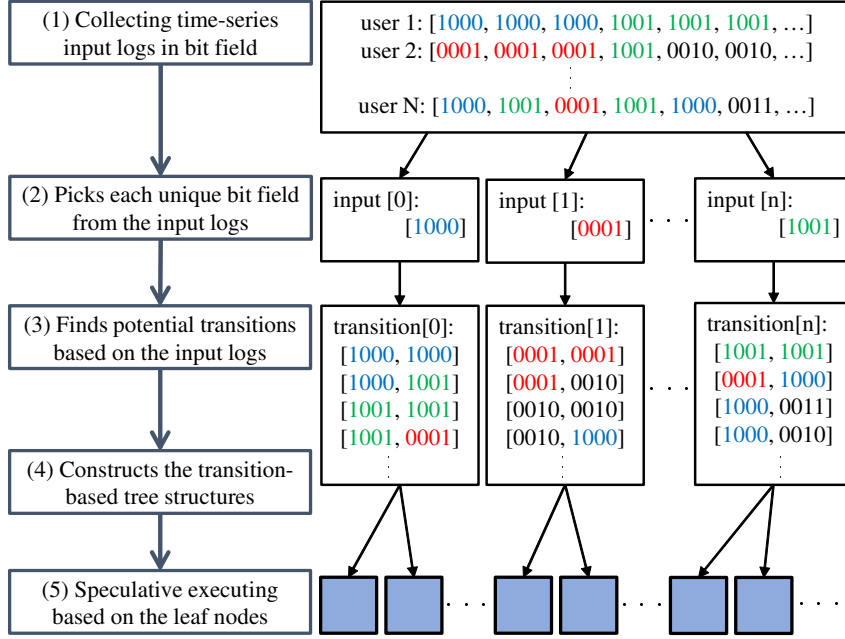 (1) Collecting time-series
input logs in bit field
user 1: [1000, 1000, 1000, 1001, 1001, 1001, …]
user 2: [0001, 0001, 0001, 1001, 0010, 0010, …]
user N: [1000, 1001, 0001, 1001, 1000, 0011, …]
(2) Picks each unique bit field
from the input logs
input [0]:
[1000]
input [1]:
[0001]
. . .
input [n]:
[1001]
(3) Finds potential transitions
based on the input logs
transition[0]:
[1000, 1000]
[1000, 1001]
[1001, 1001]
[1001, 0001]
transition[1]:
[0001, 0001]
[0001, 0010]
[0010, 0010]
[0010, 1000]
. . .
transition[n]:
[1001, 1001]
[0001, 1000]
[1000, 0011]
[1000, 0010]
(4) Constructs the transition-
based tree structures
(5) Speculative executing
based on the leaf nodes
. . .
. . .
. . .